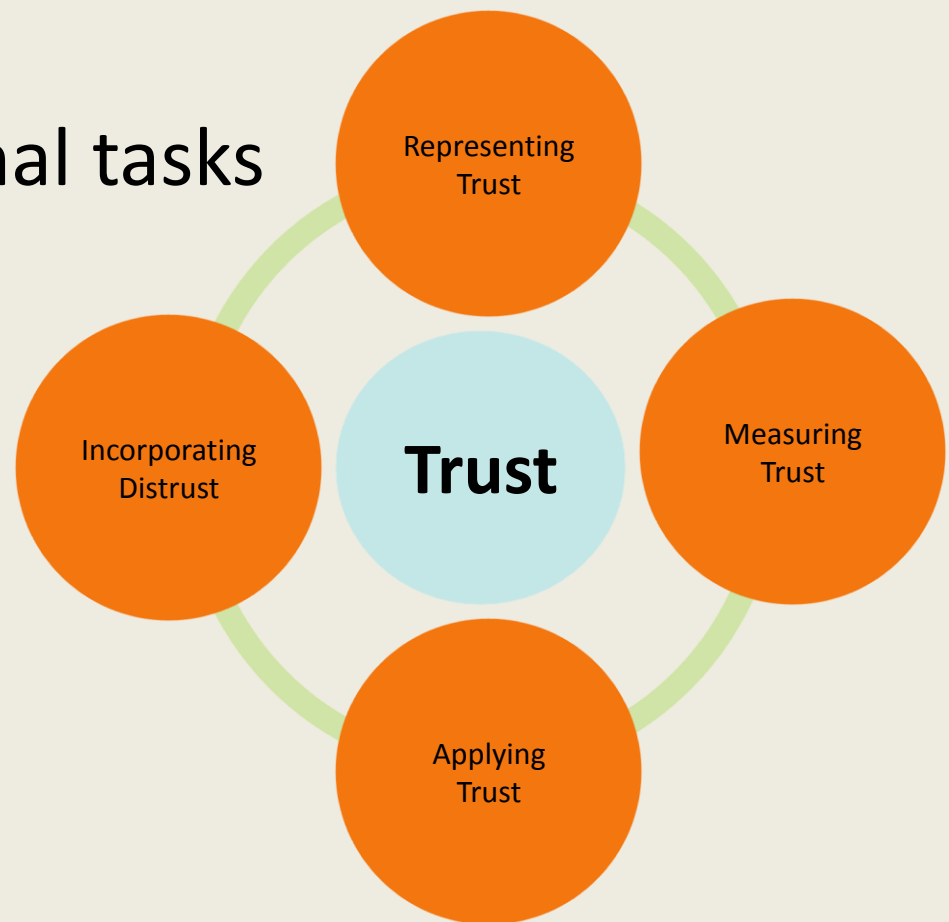 nal tasks
Representing
Trust
Measuring
Trust
Incorporating
Distrust
Trust
Applying
Trust